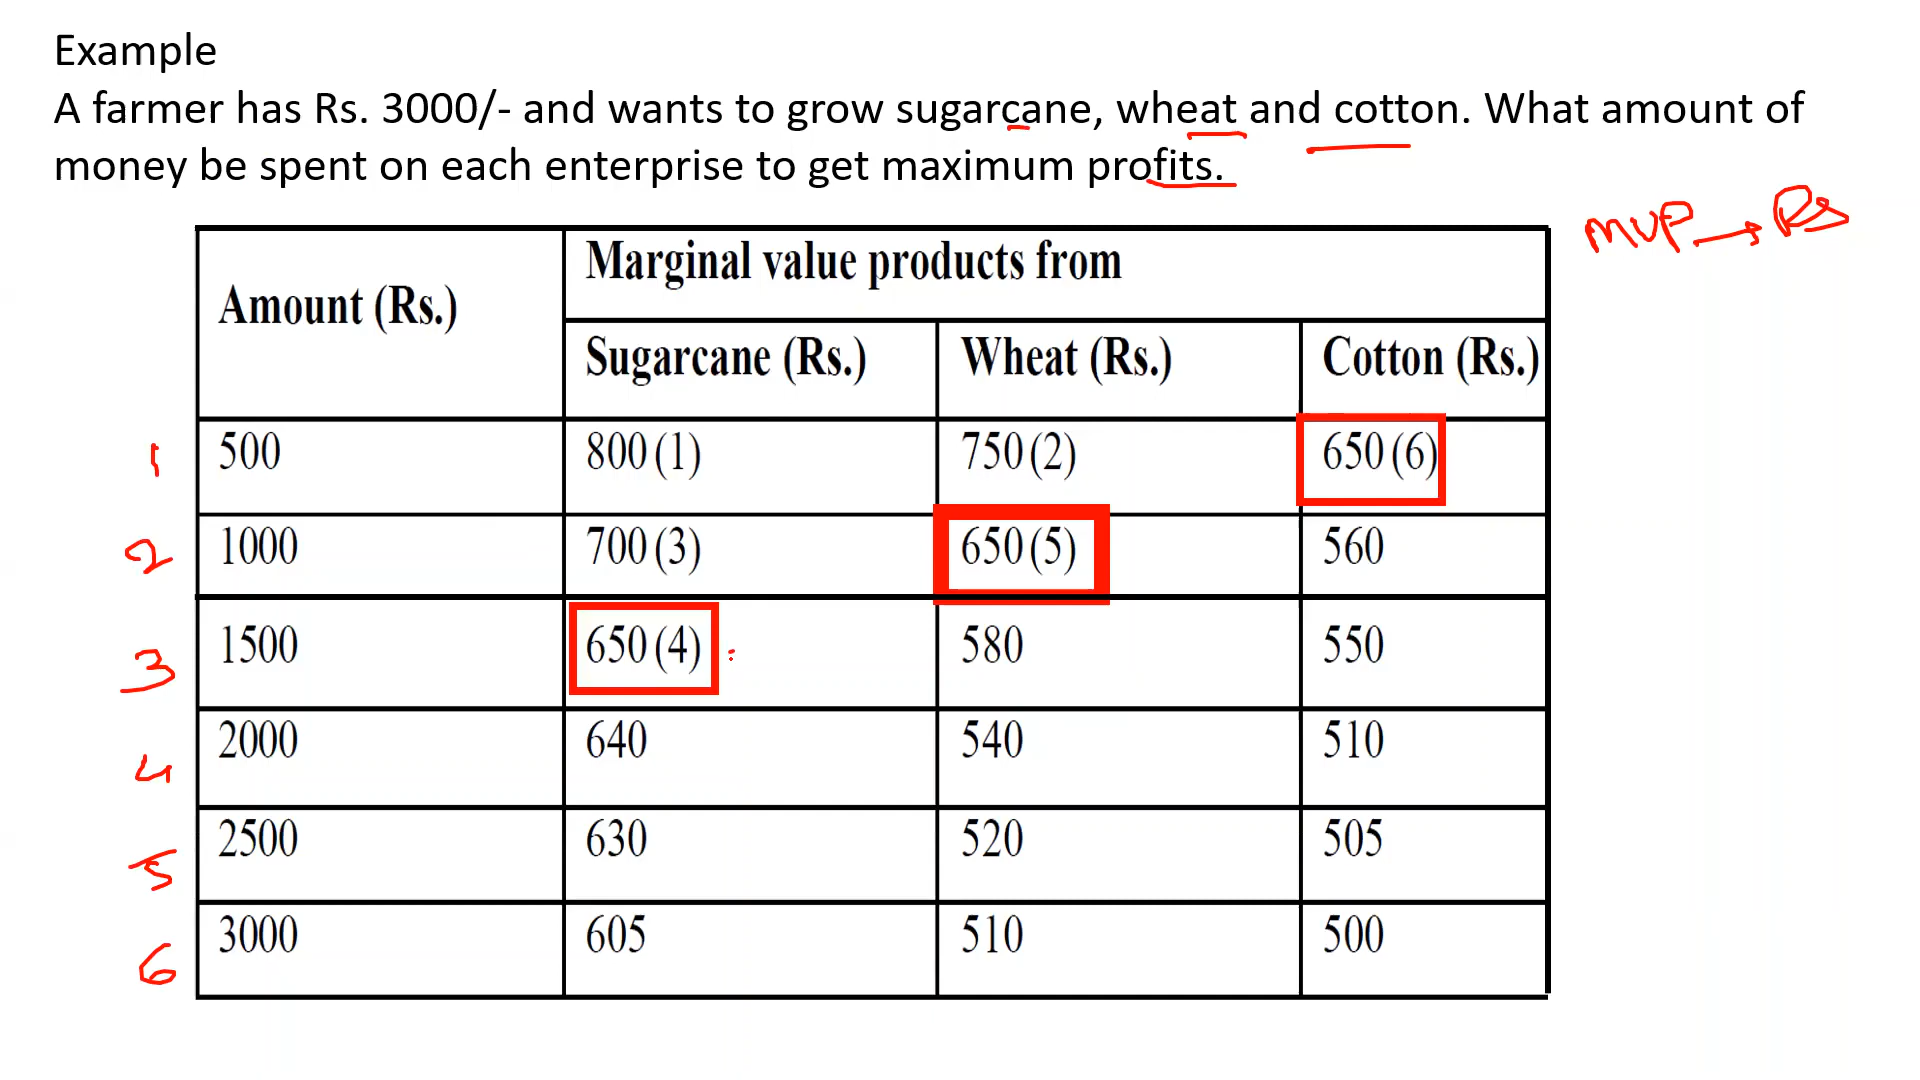 Example
A farmer has Rs. 3000/- and wants to grow sugarcane, wheat and cotton. What amount of
money be spent on each enterprise to get maximum profits.
MVP → Rs
Amount (Rs.) Marginal value products from
Sugarcane (Rs.) Wheat (Rs.) Cotton (Rs.)
1 500 800 (1) 750 (2) 650 (6)
2 1000 700 (3) 650 (5) 560
3 1500 650 (4) 580 550
4 2000 640 540 510
5 2500 630 520 505
6 3000 605 510 500